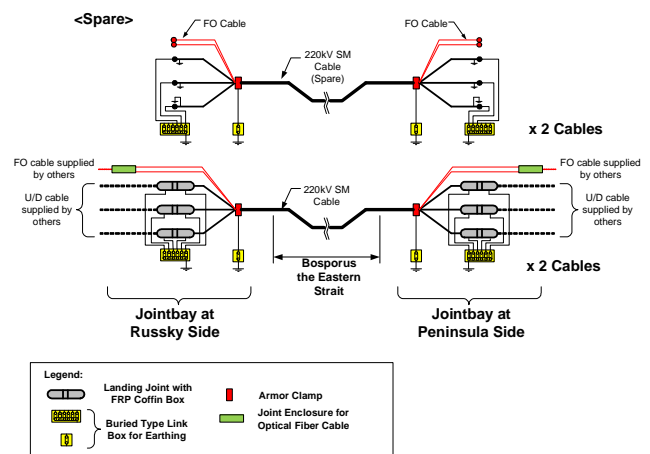 <Spare>
FO Cable
FO Cable
220kV SM
Cable
(Spare)
x 2 Cables
FO cable supplied
by others
FO cable supplied
by others
U/D cable
supplied by
others
220kV SM
Cable
U/D cable
supplied by
others
x 2 Cables
Bosporus
the Eastern
Strait
Jointbay at
Russky Side
Jointbay at
Peninsula Side
Legend:
Landing Joint with
FRP Coffin Box
Armor Clamp
Buried Type Link
Box for Earthing
Joint Enclosure for
Optical Fiber Cable